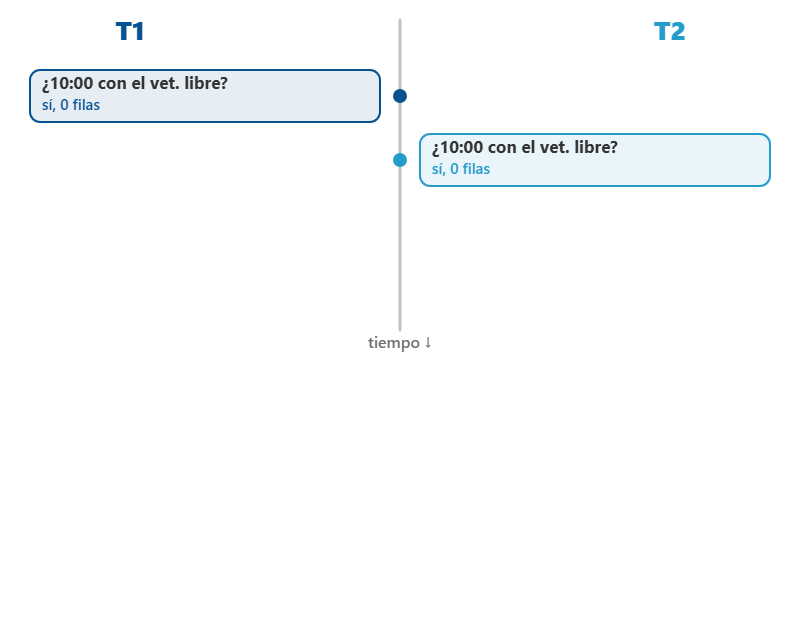 T1
T2
¿10:00 con el vet. libre?
sí, 0 filas
¿10:00 con el vet. libre?
sí, 0 filas
tiempo ↓